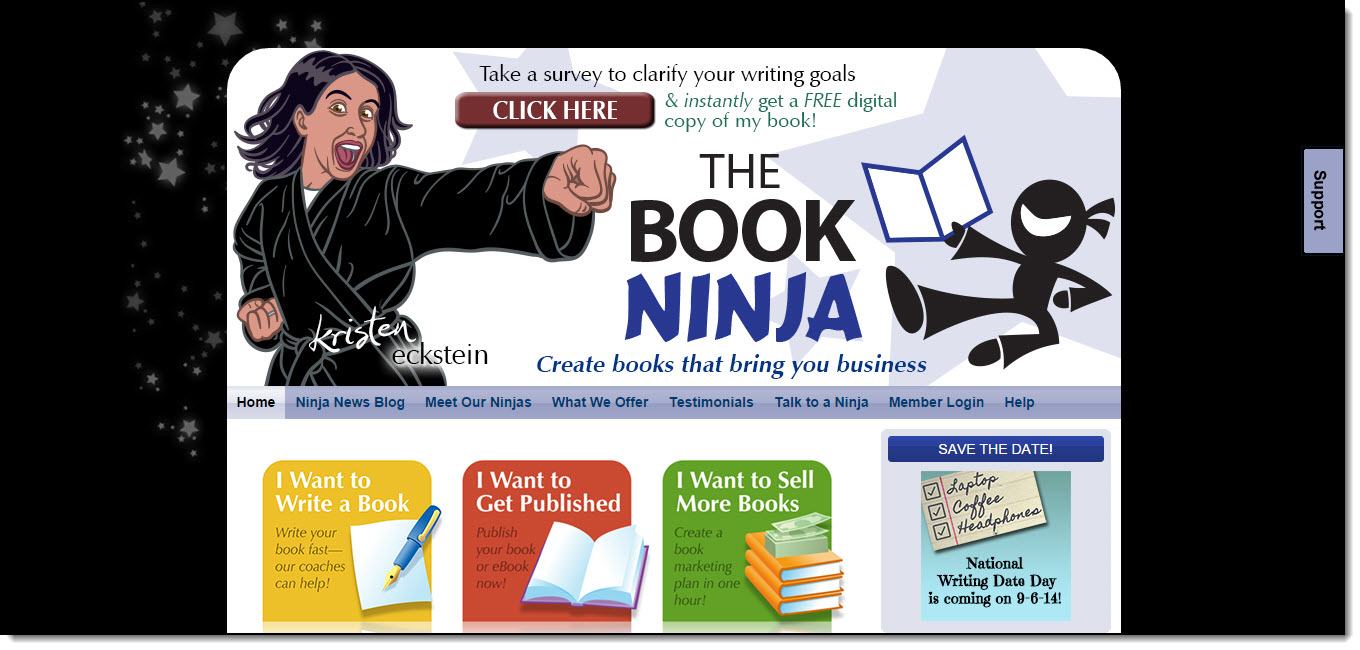 Take a survey to clarify your writing goals
CLICK HERE
& instantly get a FREE digital
copy of my book!
THE
BOOK
NINJA
kristen
eckstein
Create books that bring you business
Support
Home Ninja News Blog Meet Our Ninjas What We Offer Testimonials Talk to a Ninja Member Login Help
I Want to
Write a Book
Write your
book fast—
our coaches
can help!
I Want to
Get Published
Publish
your book
or eBook
now!
I Want to Sell
More Books
Create a
book
marketing
plan in one
hour!
SAVE THE DATE!
Laptop
Coffee
Headphones
National
Writing Date Day
is coming on 9-6-14!